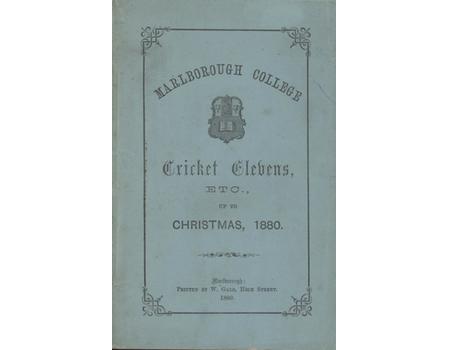 MARLBOROUGH COLLEGE
Cricket Elevens,
ETC.,
UP TO
CHRISTMAS, 1880.
Marlborough:
PRINTED BY W. GALE, HIGH STREET.
1880.